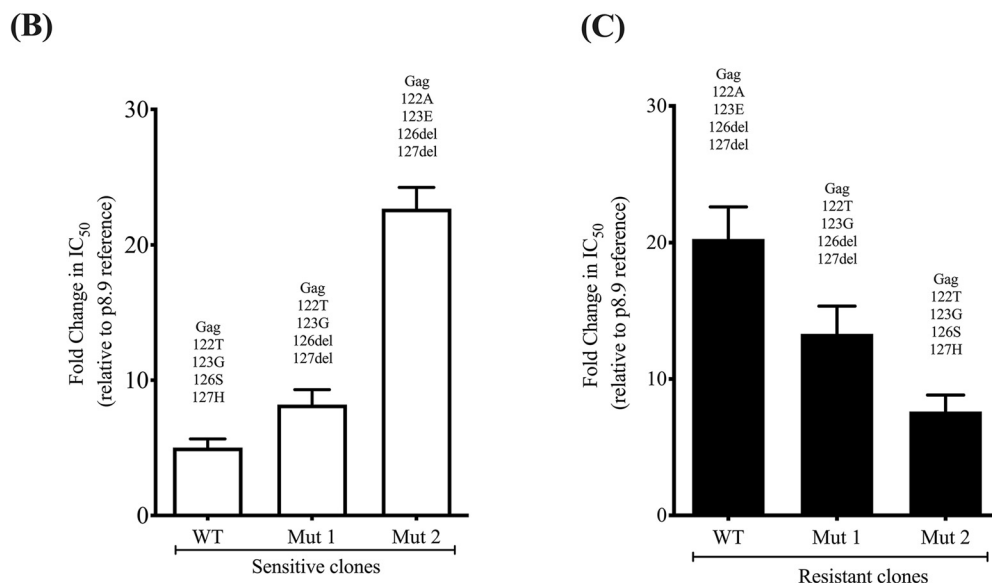 (B)
Fold Change in IC50
(relative to p8.9 reference)
30
20
10
0
Gag
122T
123G
126S
127H
Gag
122T
123G
126del
127del
Gag
122A
123E
126del
127del
WT
Mut 1
Mut 2
Sensitive clones
(C)
Fold Change in IC50
(relative to p8.9 reference)
30
20
10
0
Gag
122A
123E
126del
127del
Gag
122T
123G
126del
127del
Gag
122T
123G
126S
127H
WT
Mut 1
Mut 2
Resistant clones